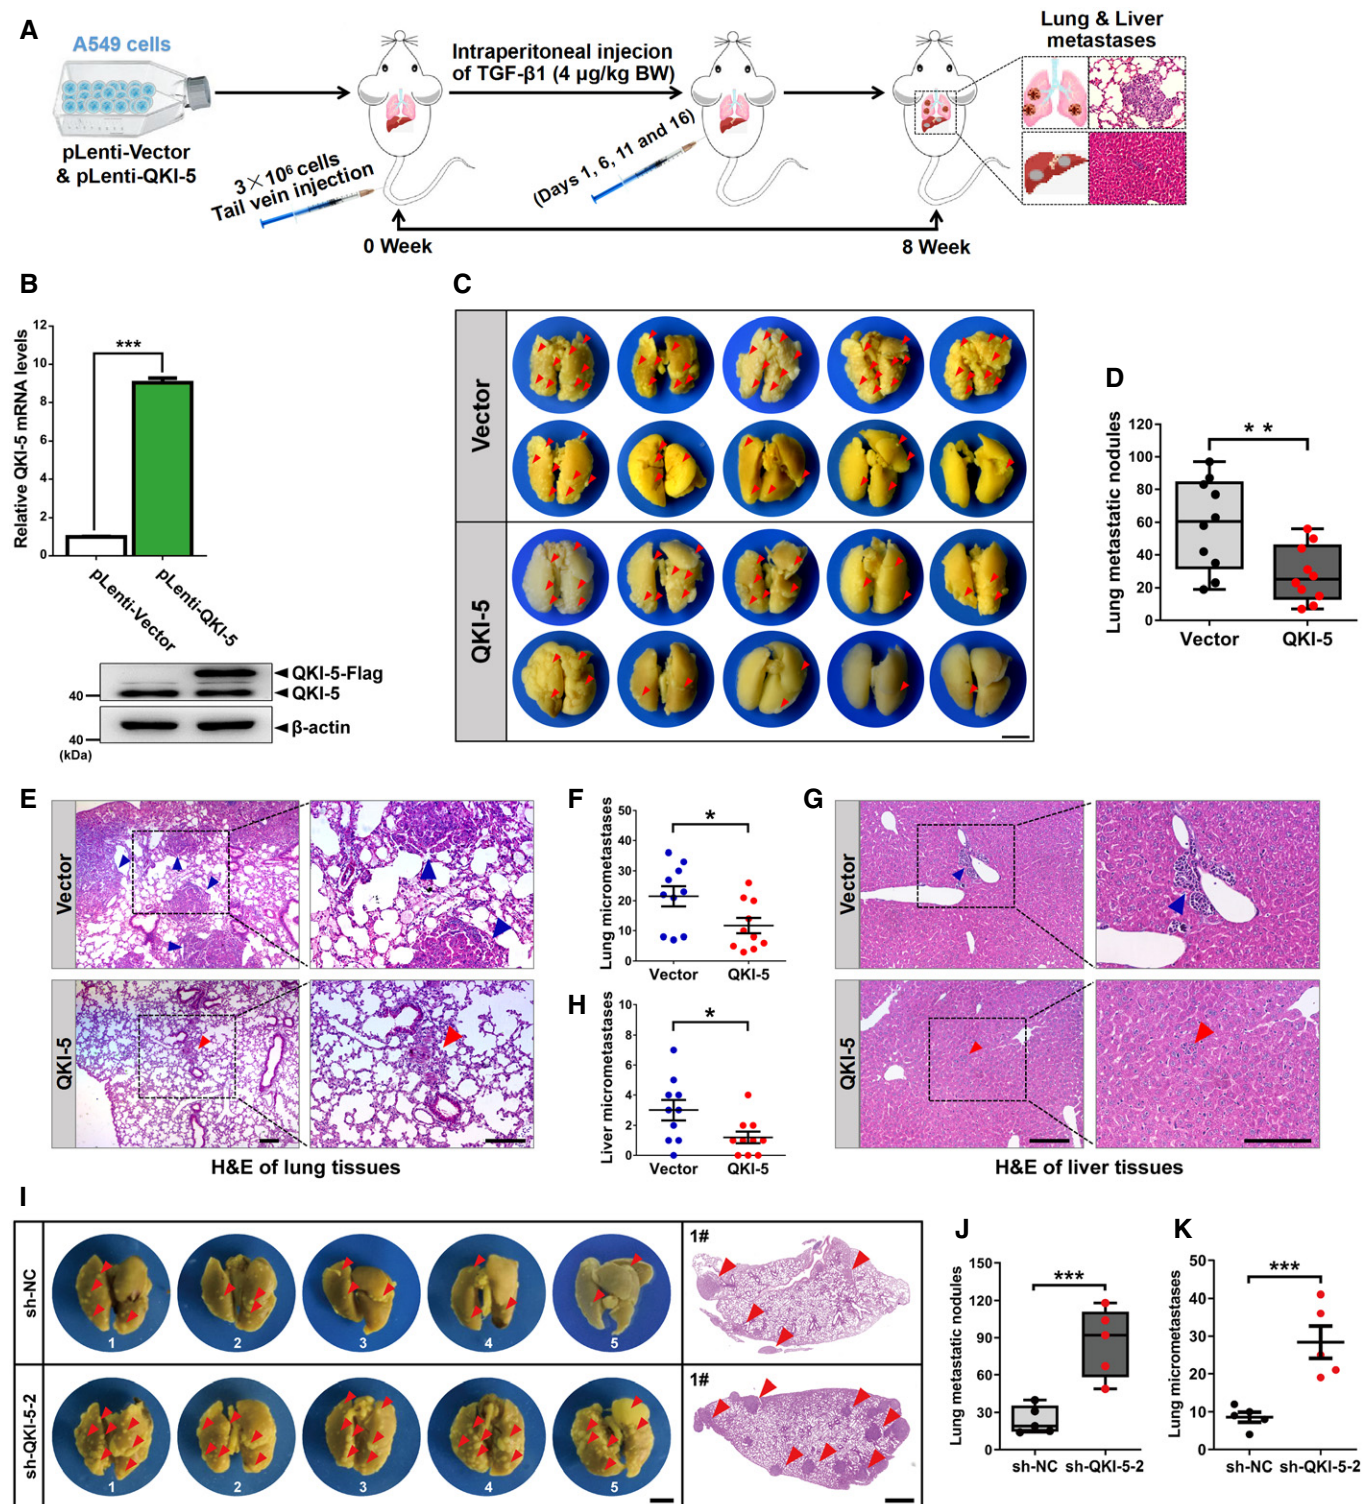 A
A549 cells
pLenti-Vector
& pLenti-QKI-5
3×10⁶ cells
Tail vein injection
Intraperitoneal injecion
of TGF-β1 (4 μg/kg BW)
(Days 1, 6, 11 and 16)
Lung & Liver
metastases
0 Week
8 Week
B
Relative QKI-5 mRNA levels
12
10
8
6
4
2
0
***
pLenti-Vector
pLenti-QKI-5
QKI-5-Flag
40
QKI-5
β-actin
40
(kDa)
C
Vector
QKI-5
D
Lung metastatic nodules
120
100
80
60
40
20
0
**
Vector
QKI-5
E
Vector
QKI-5
H&E of lung tissues
F
Lung micrometastases
50
40
30
20
10
0
*
Vector
QKI-5
G
Vector
QKI-5
H&E of liver tissues
H
Liver micrometastases
10
8
6
4
2
0
*
Vector
QKI-5
I
sh-NC
1
2
3
4
5
1#
sh-QKI-5-2
1
2
3
4
5
1#
J
Lung metastatic nodules
150
120
90
60
30
0
***
sh-NC
sh-QKI-5-2
K
Lung micrometastases
50
40
30
20
10
0
***
sh-NC
sh-QKI-5-2